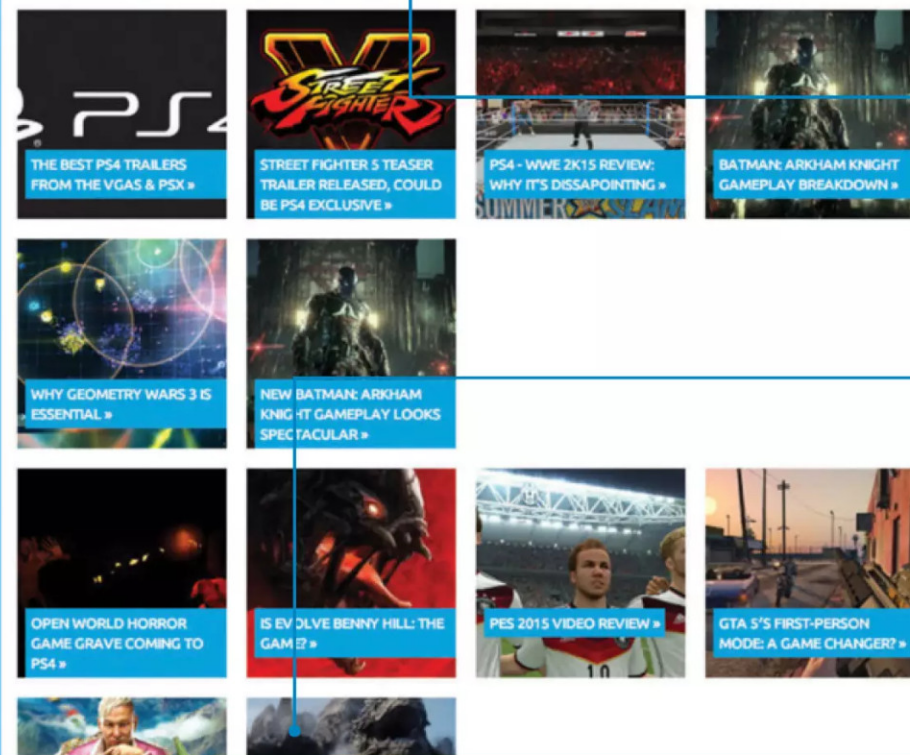 PS4
THE BEST PS4 TRAILERS
FROM THE VGAS & PSX »
V
STREET
FIGHTER
STREET FIGHTER 5 TEASER
TRAILER RELEASED, COULD
BE PS4 EXCLUSIVE »
PS4 - WWE 2K15 REVIEW:
WHY IT'S DISSAPOINTING »
SUMMER SLAM
BATMAN: ARKHAM KNIGHT
GAMEPLAY BREAKDOWN »
WHY GEOMETRY WARS 3 IS
ESSENTIAL »
NEW BATMAN: ARKHAM
KNIGHT GAMEPLAY LOOKS
SPECTACULAR »
OPEN WORLD HORROR
GAME GRAVE COMING TO
PS4 »
IS EVOLVE BENNY HILL: THE
GAME? »
PES 2015 VIDEO REVIEW »
10
GTA 5'S FIRST-PERSON
MODE: A GAME CHANGER? »